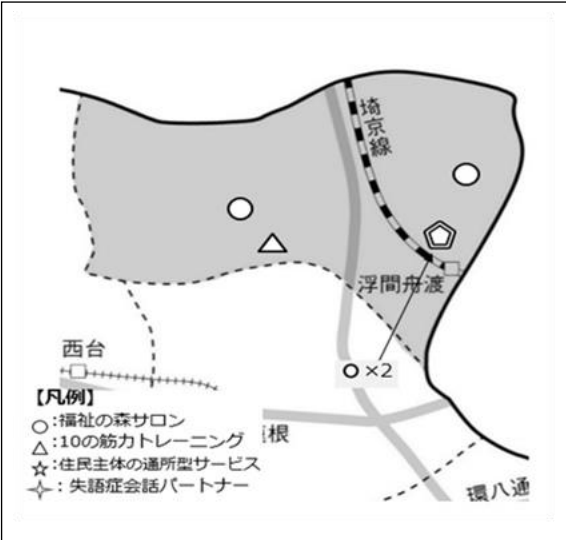 埼京線
浮間舟渡
西台
○×2
【凡例】
○:福祉の森サロン
△:10の筋力トレーニング
☆:住民主体の通所型サービス
✧:失語症会話パートナー
根
環八通